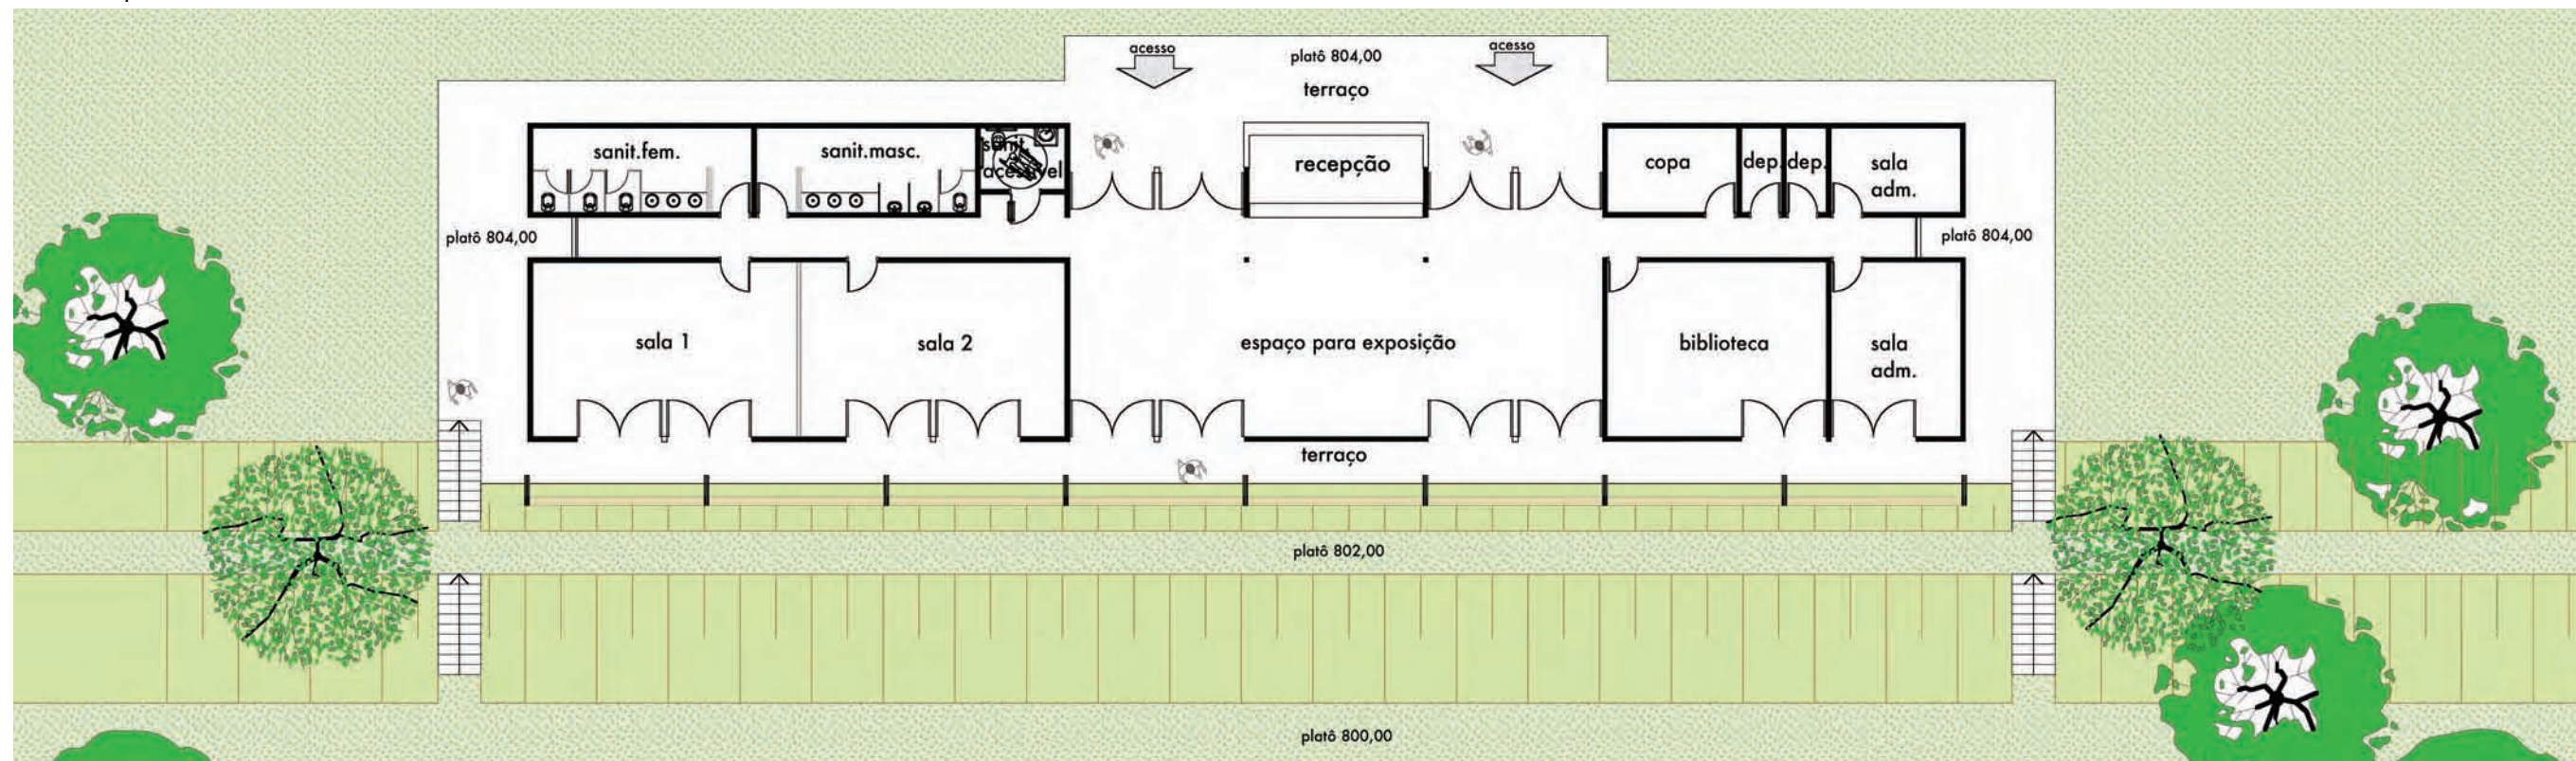 acesso
platô 804,00
acesso
terraço
sanit.fem.
sanit.masc.
sanit.
acessível
recepção
copa
dep.
dep.
sala
adm.
platô 804,00
platô 804,00
sala 1
sala 2
espaço para exposição
biblioteca
sala
adm.
terraço
platô 802,00
platô 800,00